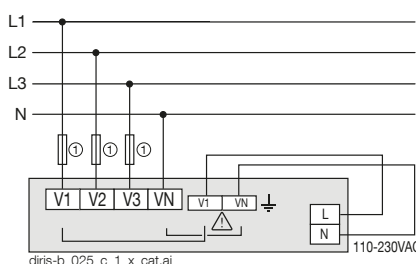 L1
L2
L3
N
① ① ①
V1 V2 V3 VN V1 VN
L
N
110-230VAC
diris-b_025_c_1_x_cat.ai